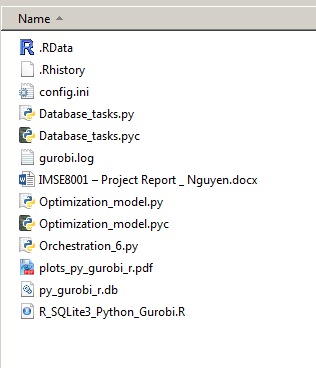 Name
.RData
.Rhistory
config.ini
Database_tasks.py
Database_tasks.pyc
gurobi.log
IMSE8001 – Project Report _ Nguyen.docx
Optimization_model.py
Optimization_model.pyc
Orchestration_6.py
plots_py_gurobi_r.pdf
py_gurobi_r.db
R_SQLite3_Python_Gurobi.R